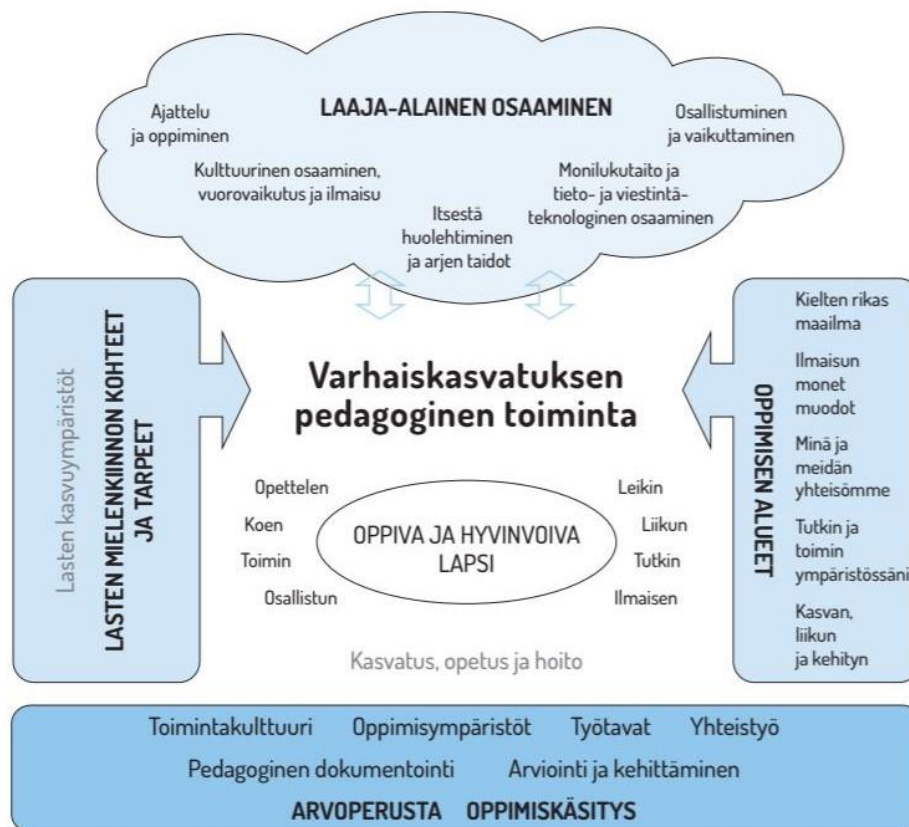 LAAJA-ALAINEN OSAAMINEN
Ajattelu
ja oppiminen
Kulttuurinen osaaminen,
vuorovaikutus ja ilmaisu
Itsestä
huolehtiminen
ja arjen taidot
Monilukutaito ja
tieto- ja viestintä-
teknologinen osaaminen
Osallistuminen
ja vaikuttaminen
Lasten kasvuympäristöt
LASTEN MIELENKIINNON KOHTEET
JA TARPEET
Varhaiskasvatuksen
pedagoginen toiminta
Opettelen
Koen
Toimin
Osallistun
OPPIVA JA HYVINVOIVA
LAPSI
Leikin
Liikun
Tutkin
Ilmaisen
Kasvatus, opetus ja hoito
OPPIMISEN ALUEET
Kielten rikas
maailma
Ilmaisun
monet
muodot
Minä ja
meidän
yhteisömme
Tutkin ja
toimin
ympäristössäni
Kasvan,
liikun
ja kehityn
Toimintakulttuuri Oppimisympäristöt Työtavat Yhteistyö
Pedagoginen dokumentointi Arviointi ja kehittäminen
ARVOPERUSTA OPPIMISKÄSITYS